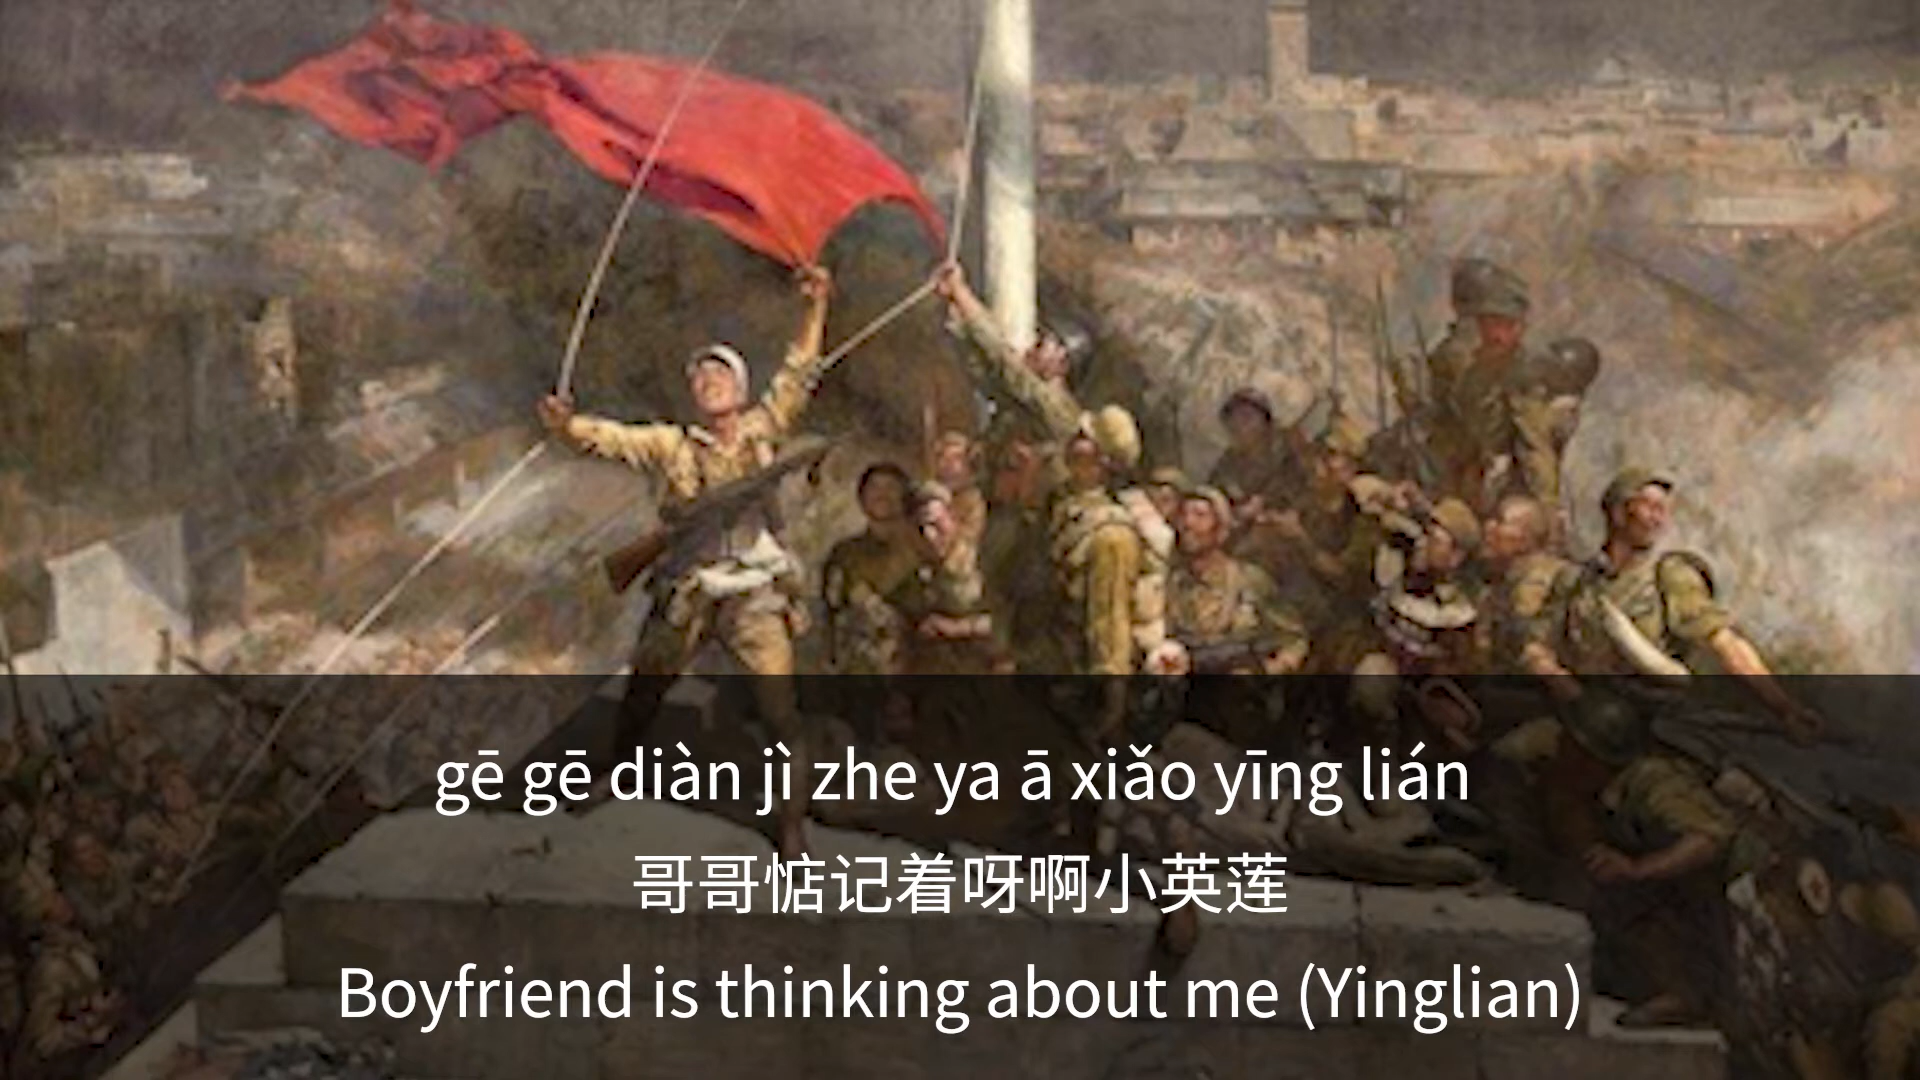 gē gē diàn jì zhe ya ā xiǎo yīng lián
哥哥惦记着呀啊小英莲
Boyfriend is thinking about me (Yinglian)